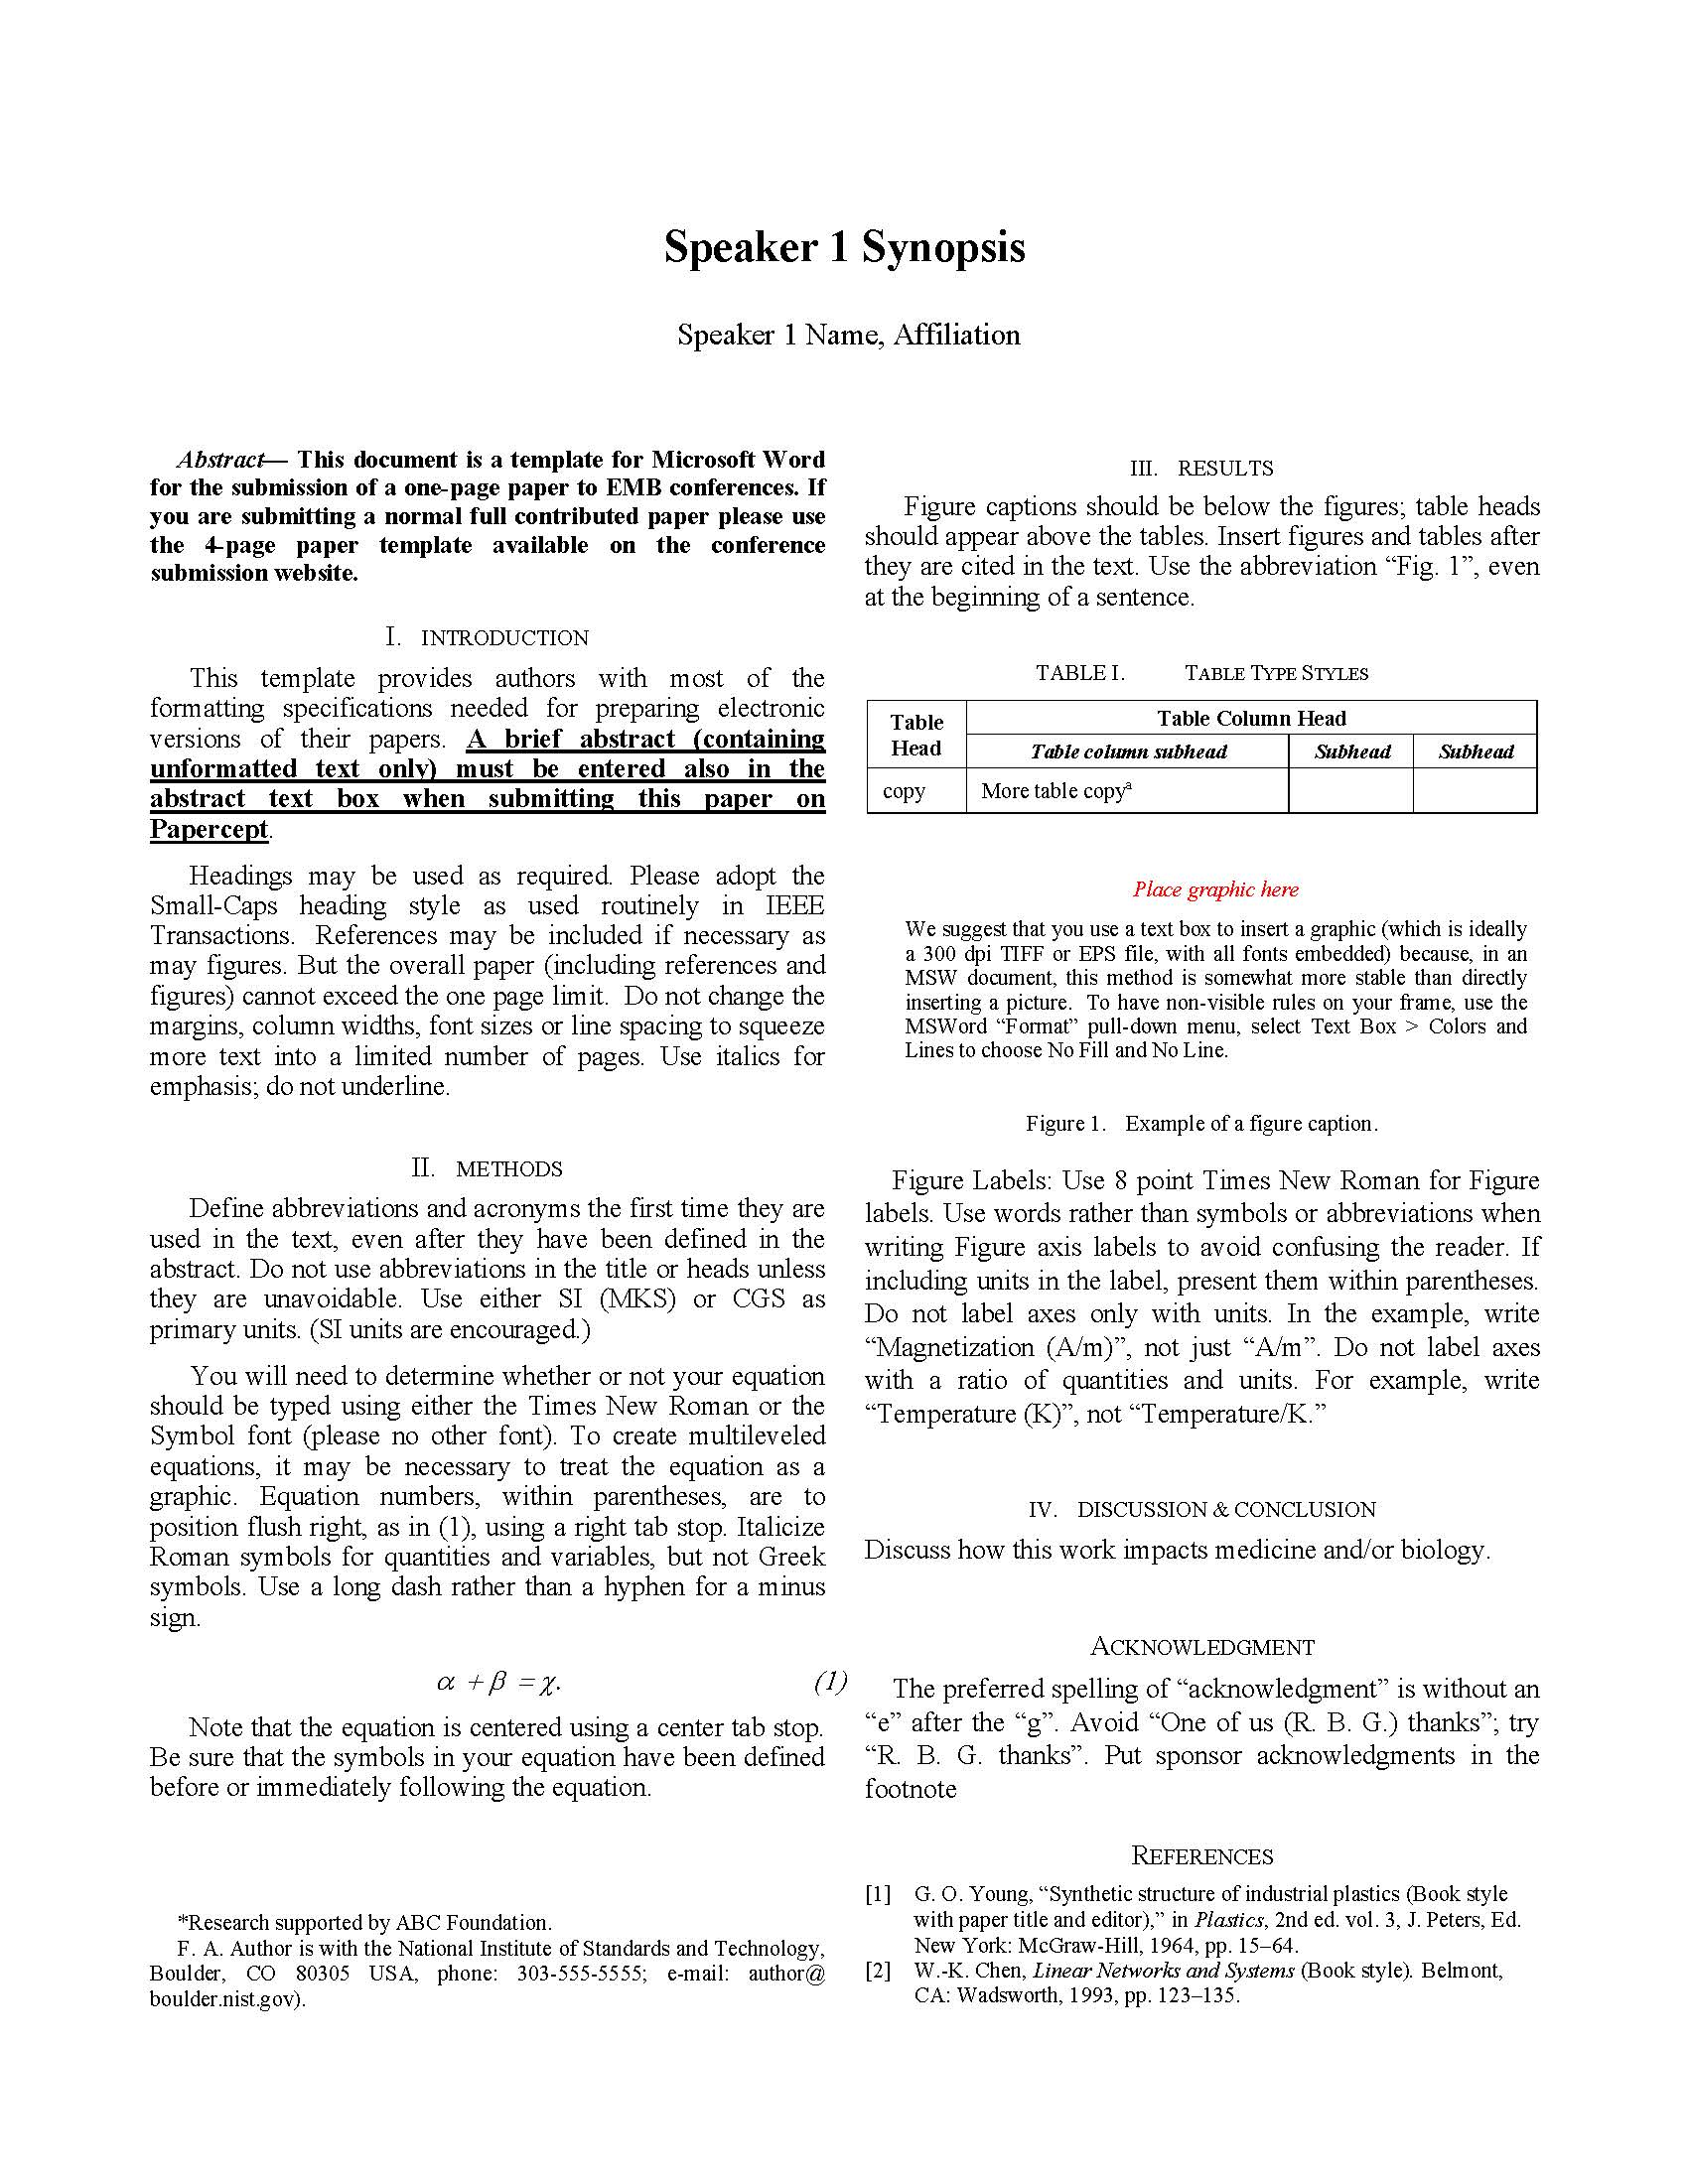 Speaker 1 Synopsis
Speaker 1 Name, Affiliation
Abstract— This document is a template for Microsoft Word
for the submission of a one-page paper to EMB conferences. If
you are submitting a normal full contributed paper please use
the 4-page paper template available on the conference
submission website.
I. INTRODUCTION
This template provides authors with most of the
formatting specifications needed for preparing electronic
versions of their papers. A brief abstract (containing
unformatted text only) must be entered also in the
abstract text box when submitting this paper on
Papercept.
Headings may be used as required. Please adopt the
Small-Caps heading style as used routinely in IEEE
Transactions. References may be included if necessary as
may figures. But the overall paper (including references and
figures) cannot exceed the one page limit. Do not change the
margins, column widths, font sizes or line spacing to squeeze
more text into a limited number of pages. Use italics for
emphasis; do not underline.
II. METHODS
Define abbreviations and acronyms the first time they are
used in the text, even after they have been defined in the
abstract. Do not use abbreviations in the title or heads unless
they are unavoidable. Use either SI (MKS) or CGS as
primary units. (SI units are encouraged.)
You will need to determine whether or not your equation
should be typed using either the Times New Roman or the
Symbol font (please no other font). To create multileveled
equations, it may be necessary to treat the equation as a
graphic. Equation numbers, within parentheses, are to
position flush right, as in (1), using a right tab stop. Italicize
Roman symbols for quantities and variables, but not Greek
symbols. Use a long dash rather than a hyphen for a minus
sign.
α + β = χ. (1)
Note that the equation is centered using a center tab stop.
Be sure that the symbols in your equation have been defined
before or immediately following the equation.
*Research supported by ABC Foundation.
F. A. Author is with the National Institute of Standards and Technology,
Boulder, CO 80305 USA, phone: 303-555-5555; e-mail: author@
boulder.nist.gov).
III. RESULTS
Figure captions should be below the figures; table heads
should appear above the tables. Insert figures and tables after
they are cited in the text. Use the abbreviation “Fig. 1”, even
at the beginning of a sentence.
TABLE I. TABLE TYPE STYLES
Table Head
Table Column Head
Table column subhead Subhead Subhead
copy More table copyᵃ
Place graphic here
We suggest that you use a text box to insert a graphic (which is ideally
a 300 dpi TIFF or EPS file, with all fonts embedded) because, in an
MSW document, this method is somewhat more stable than directly
inserting a picture. To have non-visible rules on your frame, use the
MSWord “Format” pull-down menu, select Text Box > Colors and
Lines to choose No Fill and No Line.
Figure 1. Example of a figure caption.
Figure Labels: Use 8 point Times New Roman for Figure
labels. Use words rather than symbols or abbreviations when
writing Figure axis labels to avoid confusing the reader. If
including units in the label, present them within parentheses.
Do not label axes only with units. In the example, write
“Magnetization (A/m)”, not just “A/m”. Do not label axes
with a ratio of quantities and units. For example, write
“Temperature (K)”, not “Temperature/K.”
IV. DISCUSSION & CONCLUSION
Discuss how this work impacts medicine and/or biology.
ACKNOWLEDGMENT
The preferred spelling of “acknowledgment” is without an
“e” after the “g”. Avoid “One of us (R. B. G.) thanks”; try
“R. B. G. thanks”. Put sponsor acknowledgments in the
footnote
REFERENCES
[1] G. O. Young, “Synthetic structure of industrial plastics (Book style
with paper title and editor),” in Plastics, 2nd ed. vol. 3, J. Peters, Ed.
New York: McGraw-Hill, 1964, pp. 15–64.
[2] W.-K. Chen, Linear Networks and Systems (Book style). Belmont,
CA: Wadsworth, 1993, pp. 123–135.